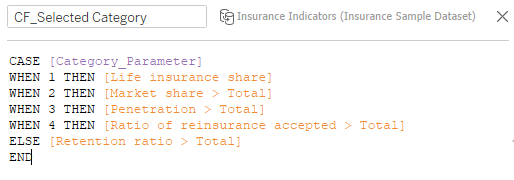 CF_Selected Category
Insurance Indicators (Insurance Sample Dataset)
CASE [Category_Parameter]
WHEN 1 THEN [Life insurance share]
WHEN 2 THEN [Market share > Total]
WHEN 3 THEN [Penetration > Total]
WHEN 4 THEN [Ratio of reinsurance accepted > Total]
ELSE [Retention ratio > Total]
END